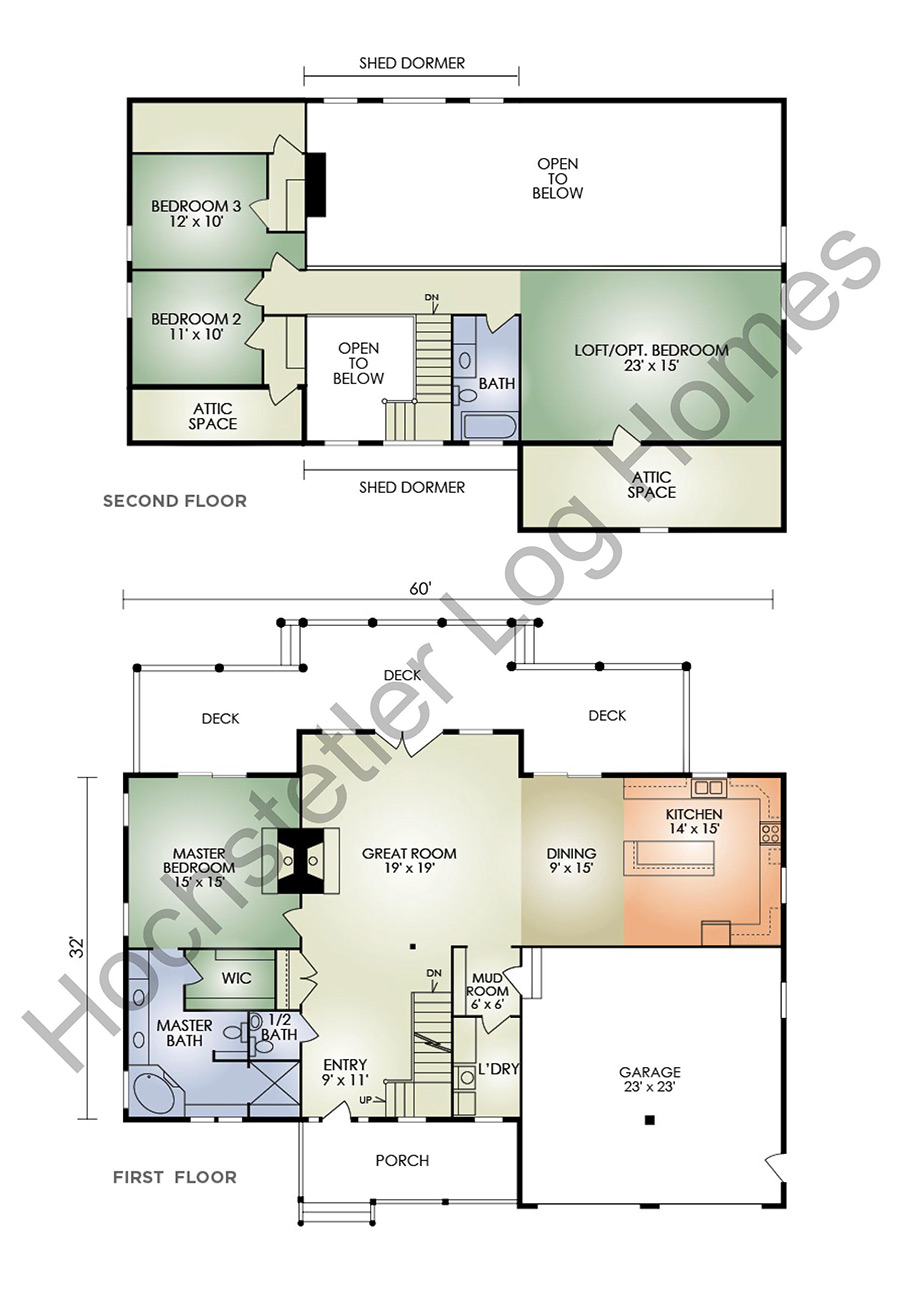 SHED DORMER
OPEN
TO
BELOW
BEDROOM 3
12' x 10'
DN
BEDROOM 2
11' x 10'
OPEN
TO
BELOW
LOFT/OPT. BEDROOM
23' x 15'
BATH
ATTIC
SPACE
ATTIC
SPACE
SHED DORMER
SECOND FLOOR
60'
DECK
DECK
DECK
KITCHEN
14' x 15'
MASTER
BEDROOM
15' x 15'
GREAT ROOM
19' x 19'
DINING
9' x 15'
32'
WIC
DN
MUD
ROOM
6' x 6'
MASTER
BATH
1/2
BATH
ENTRY
9' x 11'
L'DRY
UP
GARAGE
23' x 23'
PORCH
FIRST FLOOR
Hochstetler Log Homes